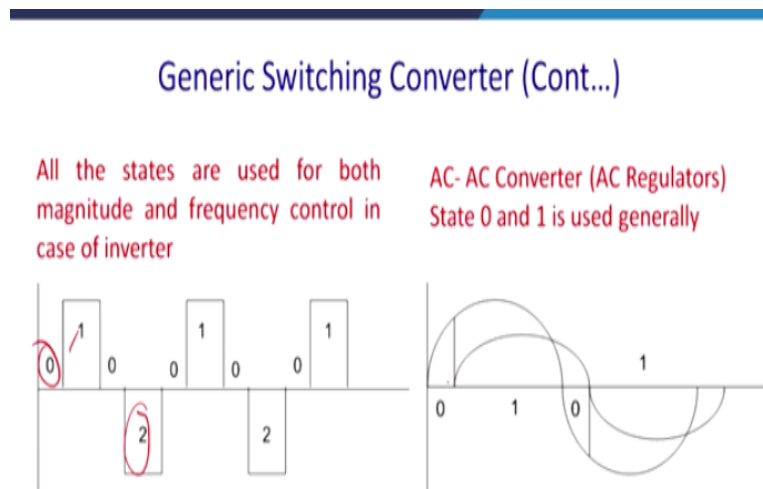 Generic Switching Converter (Cont...)
All the states are used for both
magnitude and frequency control in
case of inverter
AC- AC Converter (AC Regulators)
State 0 and 1 is used generally
0 1 0 2 0 1 0 2 0 1
0 1 0 1